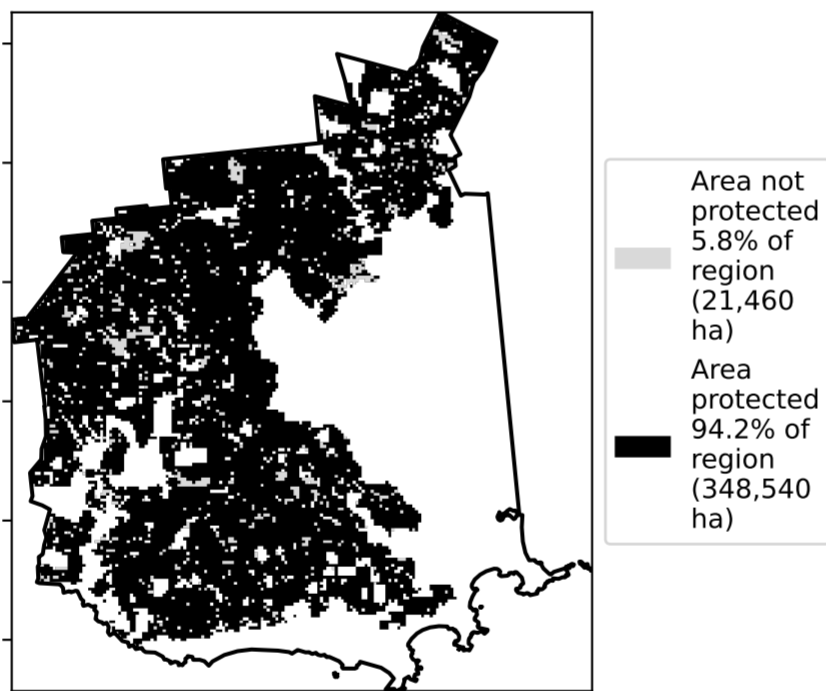 Area not
protected
5.8% of
region
(21,460
ha)
Area
protected
94.2% of
region
(348,540
ha)